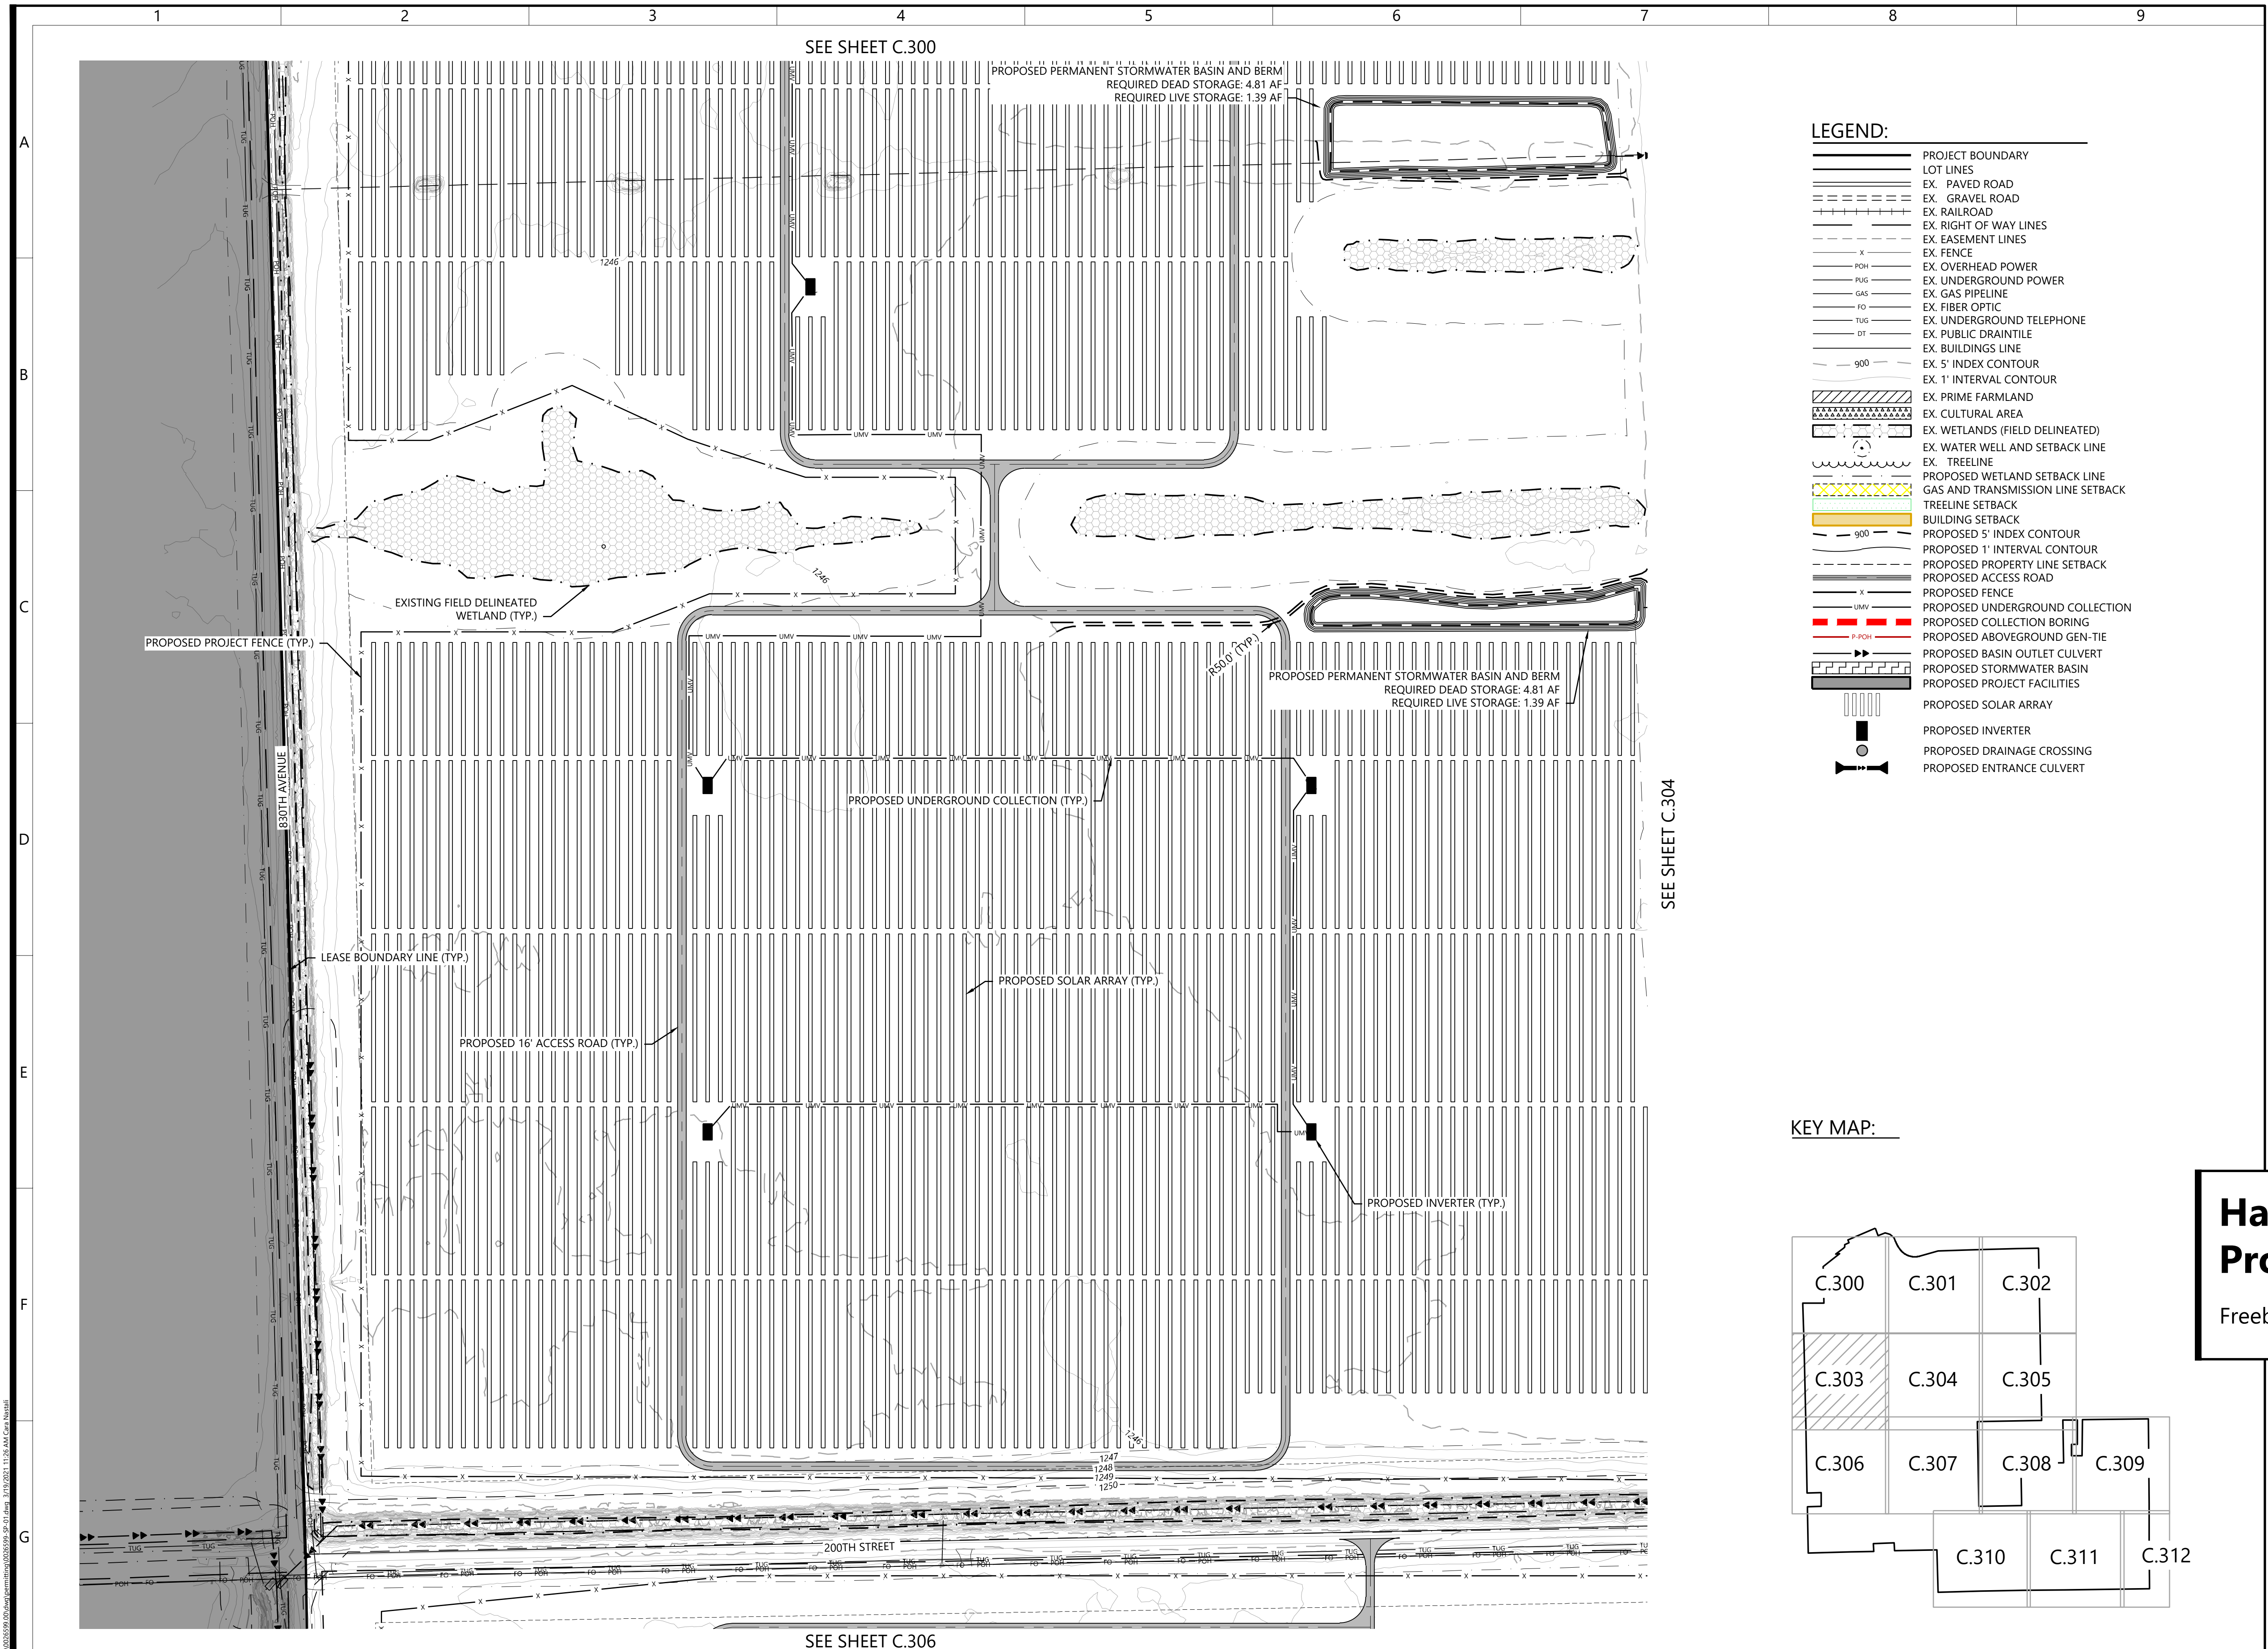 1 2 3 4 5 6 7 8 9
A
B
C
D
E
F
G
SEE SHEET C.300
PROPOSED PERMANENT STORMWATER BASIN AND BERM
REQUIRED DEAD STORAGE: 4.81 AF
REQUIRED LIVE STORAGE: 1.39 AF
1246
EXISTING FIELD DELINEATED
WETLAND (TYP.)
1246
PROPOSED PROJECT FENCE (TYP.)
R50.0' (TYP.)
PROPOSED PERMANENT STORMWATER BASIN AND BERM
REQUIRED DEAD STORAGE: 4.81 AF
REQUIRED LIVE STORAGE: 1.39 AF
830TH AVENUE
PROPOSED UNDERGROUND COLLECTION (TYP.)
SEE SHEET C.304
LEASE BOUNDARY LINE (TYP.)
PROPOSED SOLAR ARRAY (TYP.)
PROPOSED 16' ACCESS ROAD (TYP.)
PROPOSED INVERTER (TYP.)
1246
1247
1248
1249
1250
200TH STREET
SEE SHEET C.306
LEGEND:
PROJECT BOUNDARY
LOT LINES
EX. PAVED ROAD
EX. GRAVEL ROAD
EX. RAILROAD
EX. RIGHT OF WAY LINES
EX. EASEMENT LINES
X EX. FENCE
POH EX. OVERHEAD POWER
PUG EX. UNDERGROUND POWER
GAS EX. GAS PIPELINE
FO EX. FIBER OPTIC
TUG EX. UNDERGROUND TELEPHONE
DT EX. PUBLIC DRAINTILE
EX. BUILDINGS LINE
900 EX. 5' INDEX CONTOUR
EX. 1' INTERVAL CONTOUR
EX. PRIME FARMLAND
EX. CULTURAL AREA
EX. WETLANDS (FIELD DELINEATED)
EX. WATER WELL AND SETBACK LINE
EX. TREELINE
PROPOSED WETLAND SETBACK LINE
GAS AND TRANSMISSION LINE SETBACK
TREELINE SETBACK
BUILDING SETBACK
900 PROPOSED 5' INDEX CONTOUR
PROPOSED 1' INTERVAL CONTOUR
PROPOSED PROPERTY LINE SETBACK
PROPOSED ACCESS ROAD
X PROPOSED FENCE
UMV PROPOSED UNDERGROUND COLLECTION
PROPOSED COLLECTION BORING
P-POH PROPOSED ABOVEGROUND GEN-TIE
PROPOSED BASIN OUTLET CULVERT
PROPOSED STORMWATER BASIN
PROPOSED PROJECT FACILITIES
PROPOSED SOLAR ARRAY
PROPOSED INVERTER
PROPOSED DRAINAGE CROSSING
PROPOSED ENTRANCE CULVERT
KEY MAP:
C.300 C.301 C.302
C.303 C.304 C.305
C.306 C.307 C.308 C.309
C.310 C.311 C.312